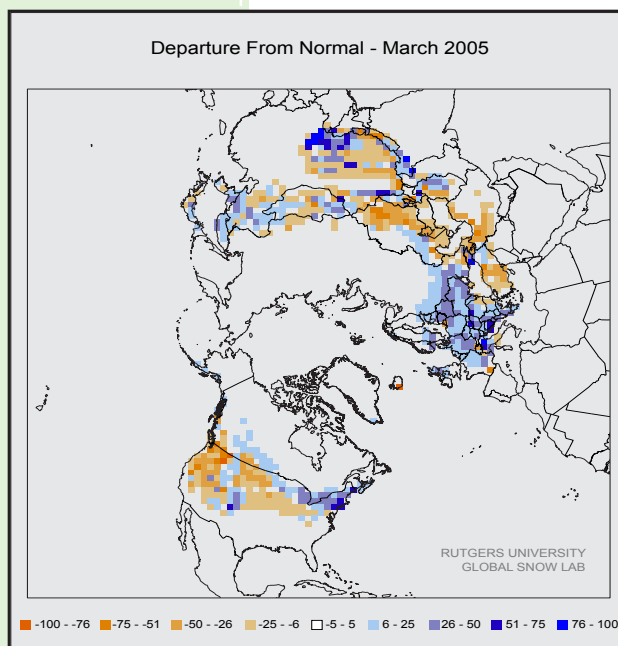 Departure From Normal - March 2005
RUTGERS UNIVERSITY
GLOBAL SNOW LAB
-100 - -76 -75 - -51 -50 - -26 -25 - -6 -5 - 5 6 - 25 26 - 50 51 - 75 76 - 100